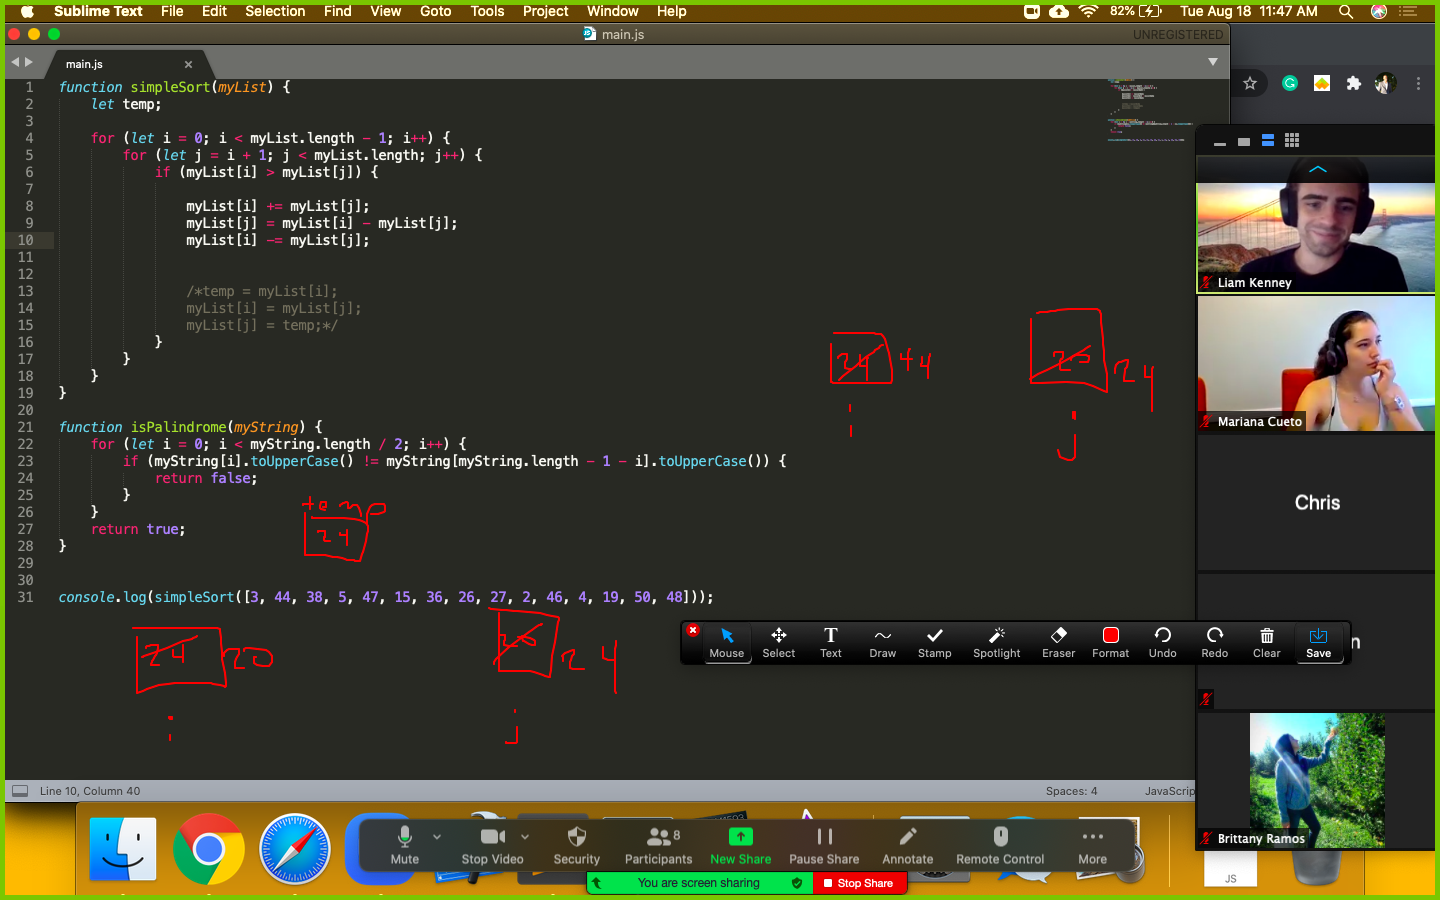 Sublime Text File Edit Selection Find View Goto Tools Project Window Help 82% Tue Aug 18 11:47 AM
main.js UNREGISTERED
main.js
1 function simpleSort(myList) {
2 let temp;
3
4 for (let i = 0; i < myList.length - 1; i++) {
5 for (let j = i + 1; j < myList.length; j++) {
6 if (myList[i] > myList[j]) {
7
8 myList[i] += myList[j];
9 myList[j] = myList[i] - myList[j];
10 myList[i] -= myList[j];
11
12
13 /*temp = myList[i];
14 myList[i] = myList[j];
15 myList[j] = temp;*/
16 }
17 }
18 }
19 }
20
21 function isPalindrome(myString) {
22 for (let i = 0; i < myString.length / 2; i++) {
23 if (myString[i].toUpperCase() != myString[myString.length - 1 - i].toUpperCase()) {
24 return false;
25 }
26 }
27 return true;
28 }
29
30
31 console.log(simpleSort([3, 44, 38, 5, 47, 15, 36, 26, 27, 2, 46, 4, 19, 50, 48]));
24 44
24
i
j
temp
24
24 20
24
i
j
Liam Kenney
Mariana Cueto
Chris
n
Brittany Ramos
Mouse Select Text Draw Stamp Spotlight Eraser Format Undo Redo Clear Save
Line 10, Column 40 Spaces: 4 JavaScrip
Mute Stop Video Security Participants 8 New Share Pause Share Annotate Remote Control More
You are screen sharing Stop Share
JS